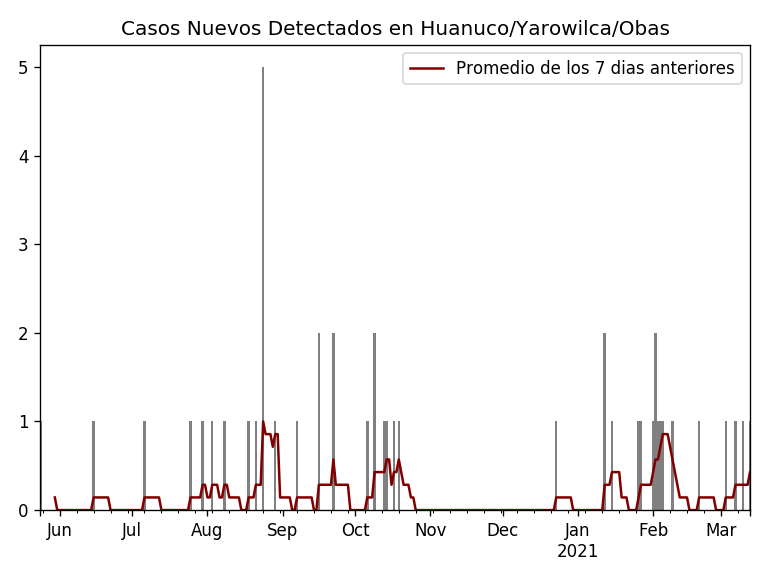 Casos Nuevos Detectados en Huanuco/Yarowilca/Obas
Promedio de los 7 dias anteriores
5
4
3
2
1
0
Jun Jul Aug Sep Oct Nov Dec Jan Feb Mar
2021